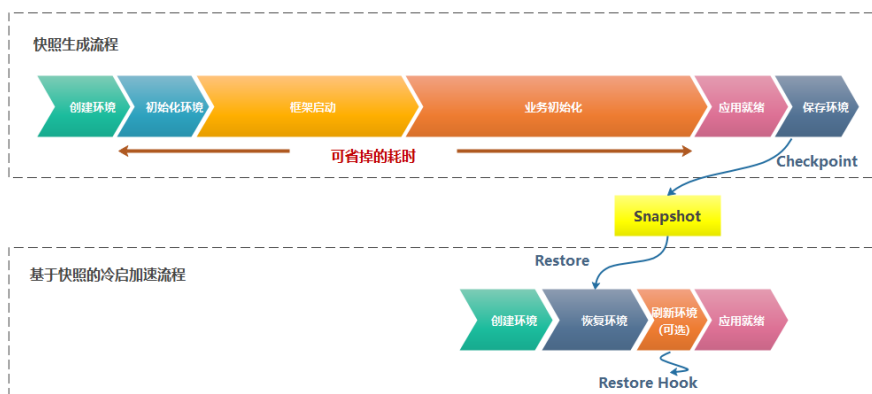 快照生成流程
创建环境
初始化环境
框架启动
业务初始化
应用就绪
保存环境
可省掉的耗时
Checkpoint
Snapshot
Restore
基于快照的冷启加速流程
创建环境
恢复环境
刷新环境
(可选)
应用就绪
Restore Hook